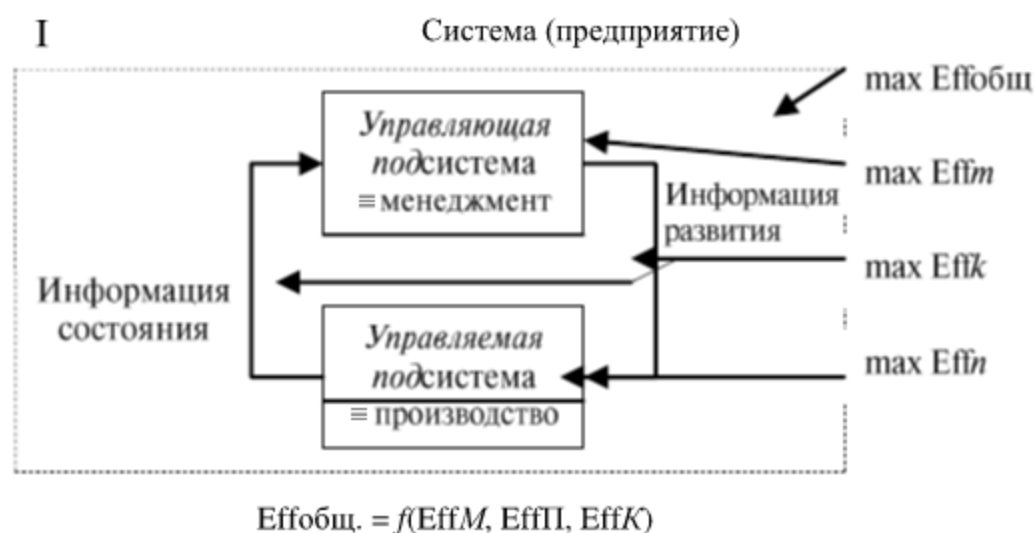 I
Система (предприятие)
max Effобщ
Управляющая
подсистема
≡ менеджмент
max Effm
Информация
развития
max Effk
Информация
состояния
Управляемая
подсистема
≡ производство
max Effn
Effобщ. = f(EffM, EffП, EffK)